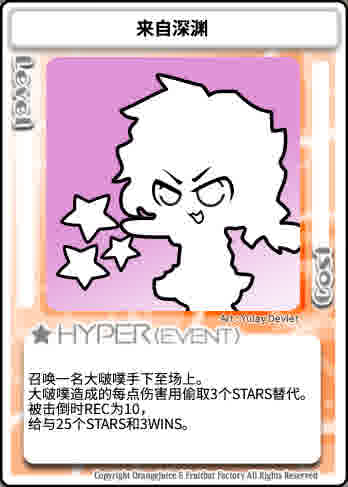 来自深渊
Level
Cost
Art : Yulay Devlet
HYPER(EVENT)
召唤一名大啵噗手下至场上。
大啵噗造成的每点伤害用偷取3个STARS替代。
被击倒时REC为10，
给与25个STARS和3WINS。
Copyright OrangeJuice & Fruitbat Factory All Rights Reserved